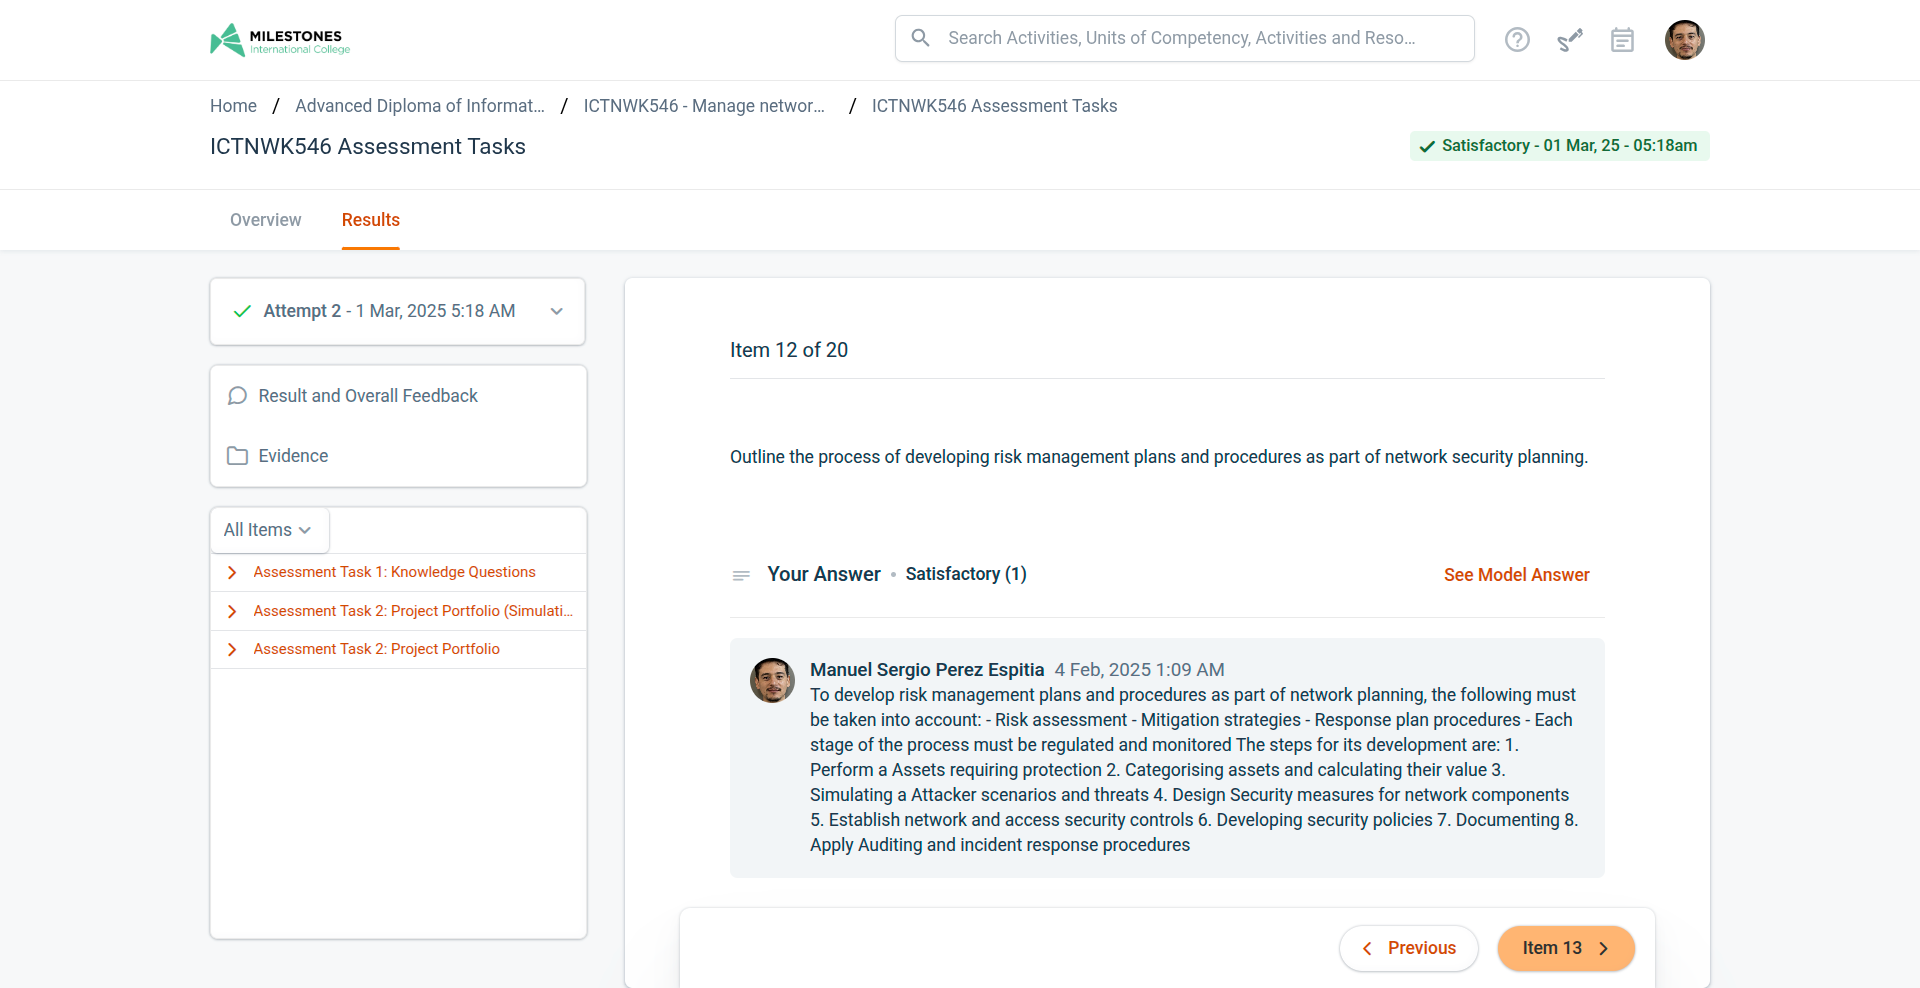 MILESTONES
International College
Search Activities, Units of Competency, Activities and Reso...
Home / Advanced Diploma of Informat... / ICTNWK546 - Manage networ... / ICTNWK546 Assessment Tasks
ICTNWK546 Assessment Tasks
Satisfactory - 01 Mar, 25 - 05:18am
Overview
Results
Attempt 2 - 1 Mar, 2025 5:18 AM
Result and Overall Feedback
Evidence
All Items
Assessment Task 1: Knowledge Questions
Assessment Task 2: Project Portfolio (Simulati...
Assessment Task 2: Project Portfolio
Item 12 of 20
Outline the process of developing risk management plans and procedures as part of network security planning.
Your Answer • Satisfactory (1)
See Model Answer
Manuel Sergio Perez Espitia 4 Feb, 2025 1:09 AM
To develop risk management plans and procedures as part of network planning, the following must
be taken into account: - Risk assessment - Mitigation strategies - Response plan procedures - Each
stage of the process must be regulated and monitored The steps for its development are: 1.
Perform a Assets requiring protection 2. Categorising assets and calculating their value 3.
Simulating a Attacker scenarios and threats 4. Design Security measures for network components
5. Establish network and access security controls 6. Developing security policies 7. Documenting 8.
Apply Auditing and incident response procedures
Previous
Item 13